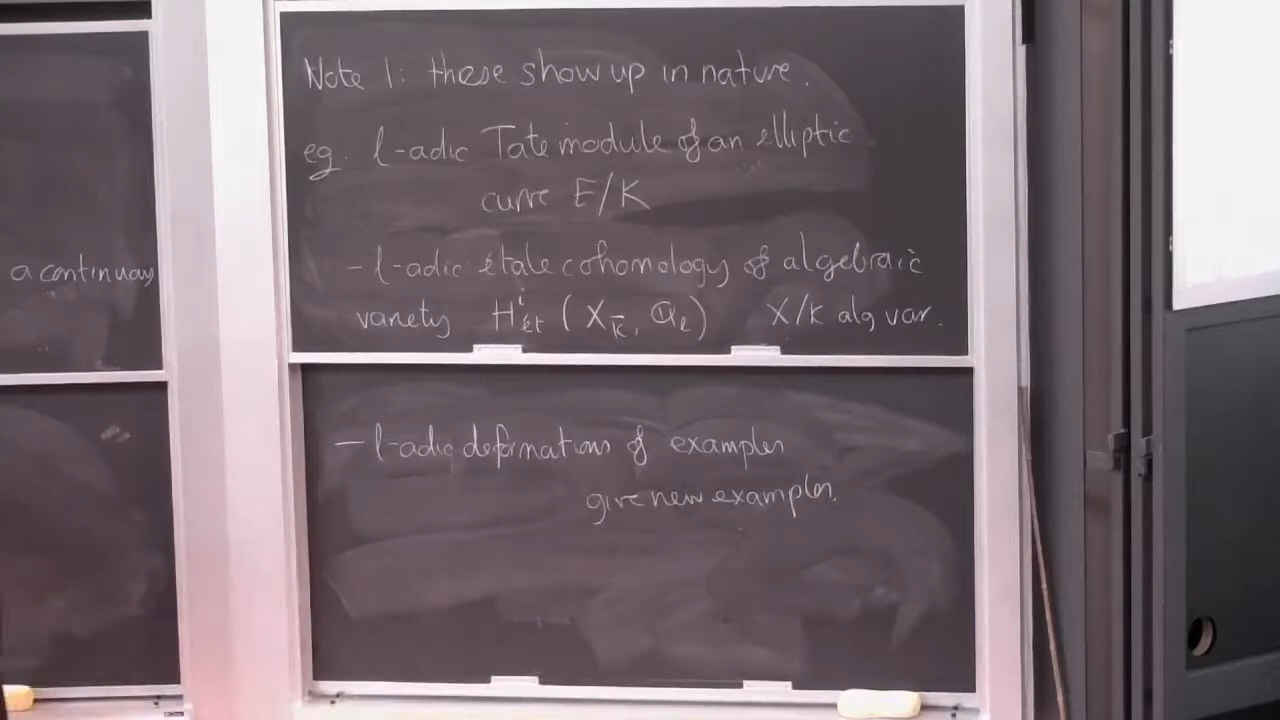 a continuous
Note 1: these show up in nature.
eg. l-adic Tate module of an elliptic
curve E/K
- l-adic étale cohomology of algebraic
variety H^i_ét (X_K̄, Q_l) X/K alg var.
- l-adic deformations of examples
give new examples.